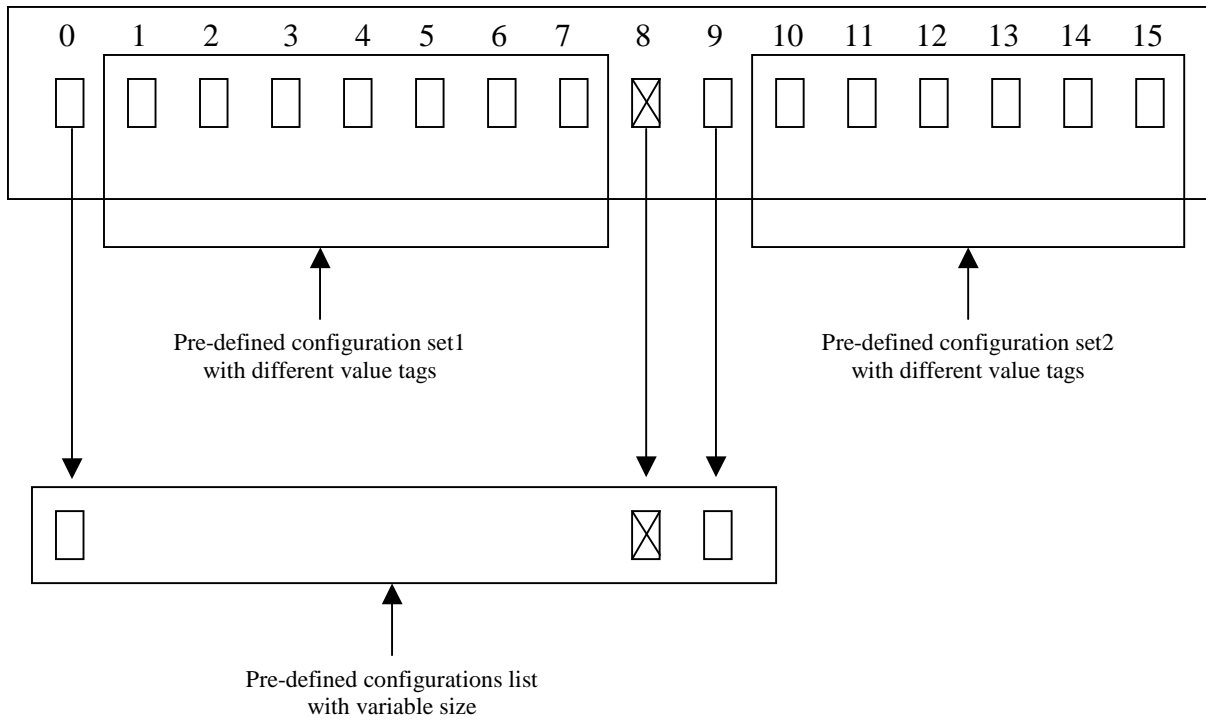 0 1 2 3 4 5 6 7 8 9 10 11 12 13 14 15
Pre-defined configuration set1
with different value tags
Pre-defined configuration set2
with different value tags
Pre-defined configurations list
with variable size